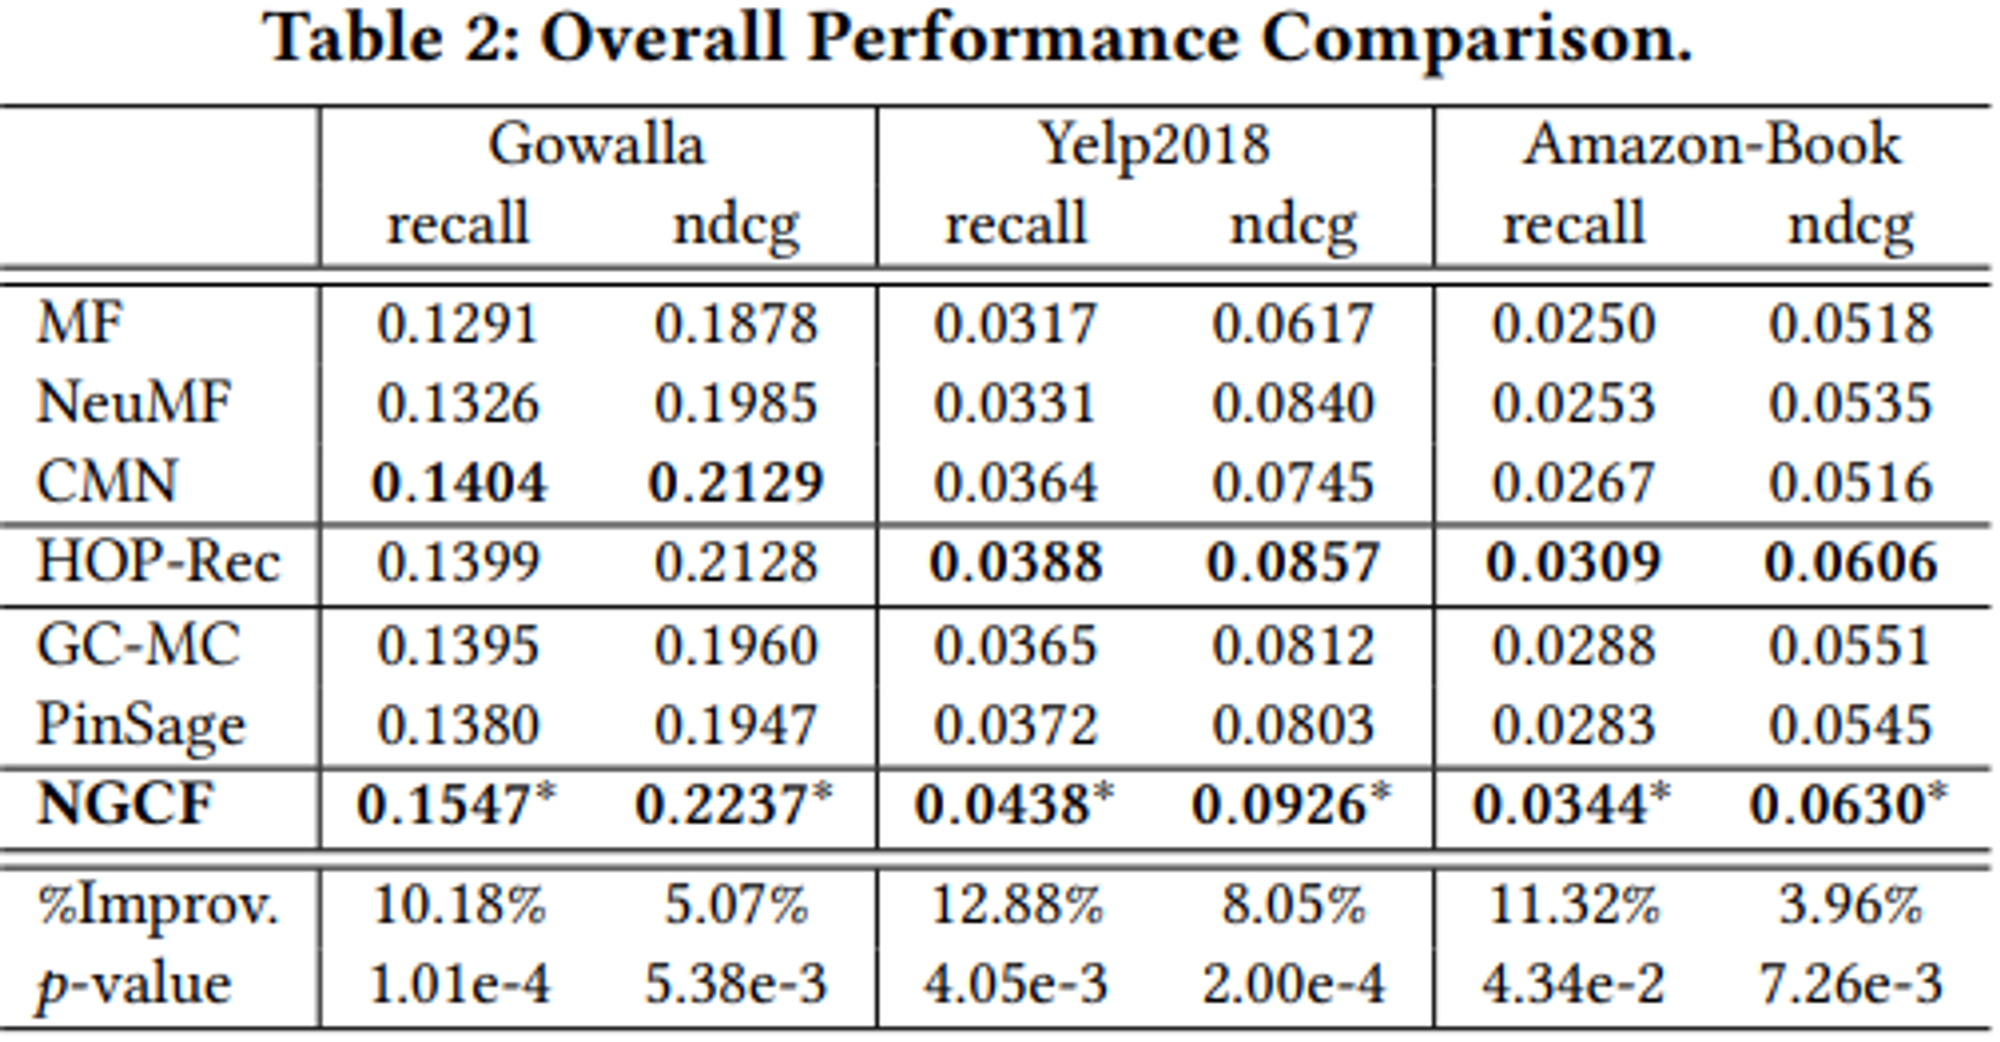 Table 2: Overall Performance Comparison.
Gowalla Yelp2018 Amazon-Book
recall ndcg recall ndcg recall ndcg
MF 0.1291 0.1878 0.0317 0.0617 0.0250 0.0518
NeuMF 0.1326 0.1985 0.0331 0.0840 0.0253 0.0535
CMN 0.1404 0.2129 0.0364 0.0745 0.0267 0.0516
HOP-Rec 0.1399 0.2128 0.0388 0.0857 0.0309 0.0606
GC-MC 0.1395 0.1960 0.0365 0.0812 0.0288 0.0551
PinSage 0.1380 0.1947 0.0372 0.0803 0.0283 0.0545
NGCF 0.1547* 0.2237* 0.0438* 0.0926* 0.0344* 0.0630*
%Improv. 10.18% 5.07% 12.88% 8.05% 11.32% 3.96%
p-value 1.01e-4 5.38e-3 4.05e-3 2.00e-4 4.34e-2 7.26e-3